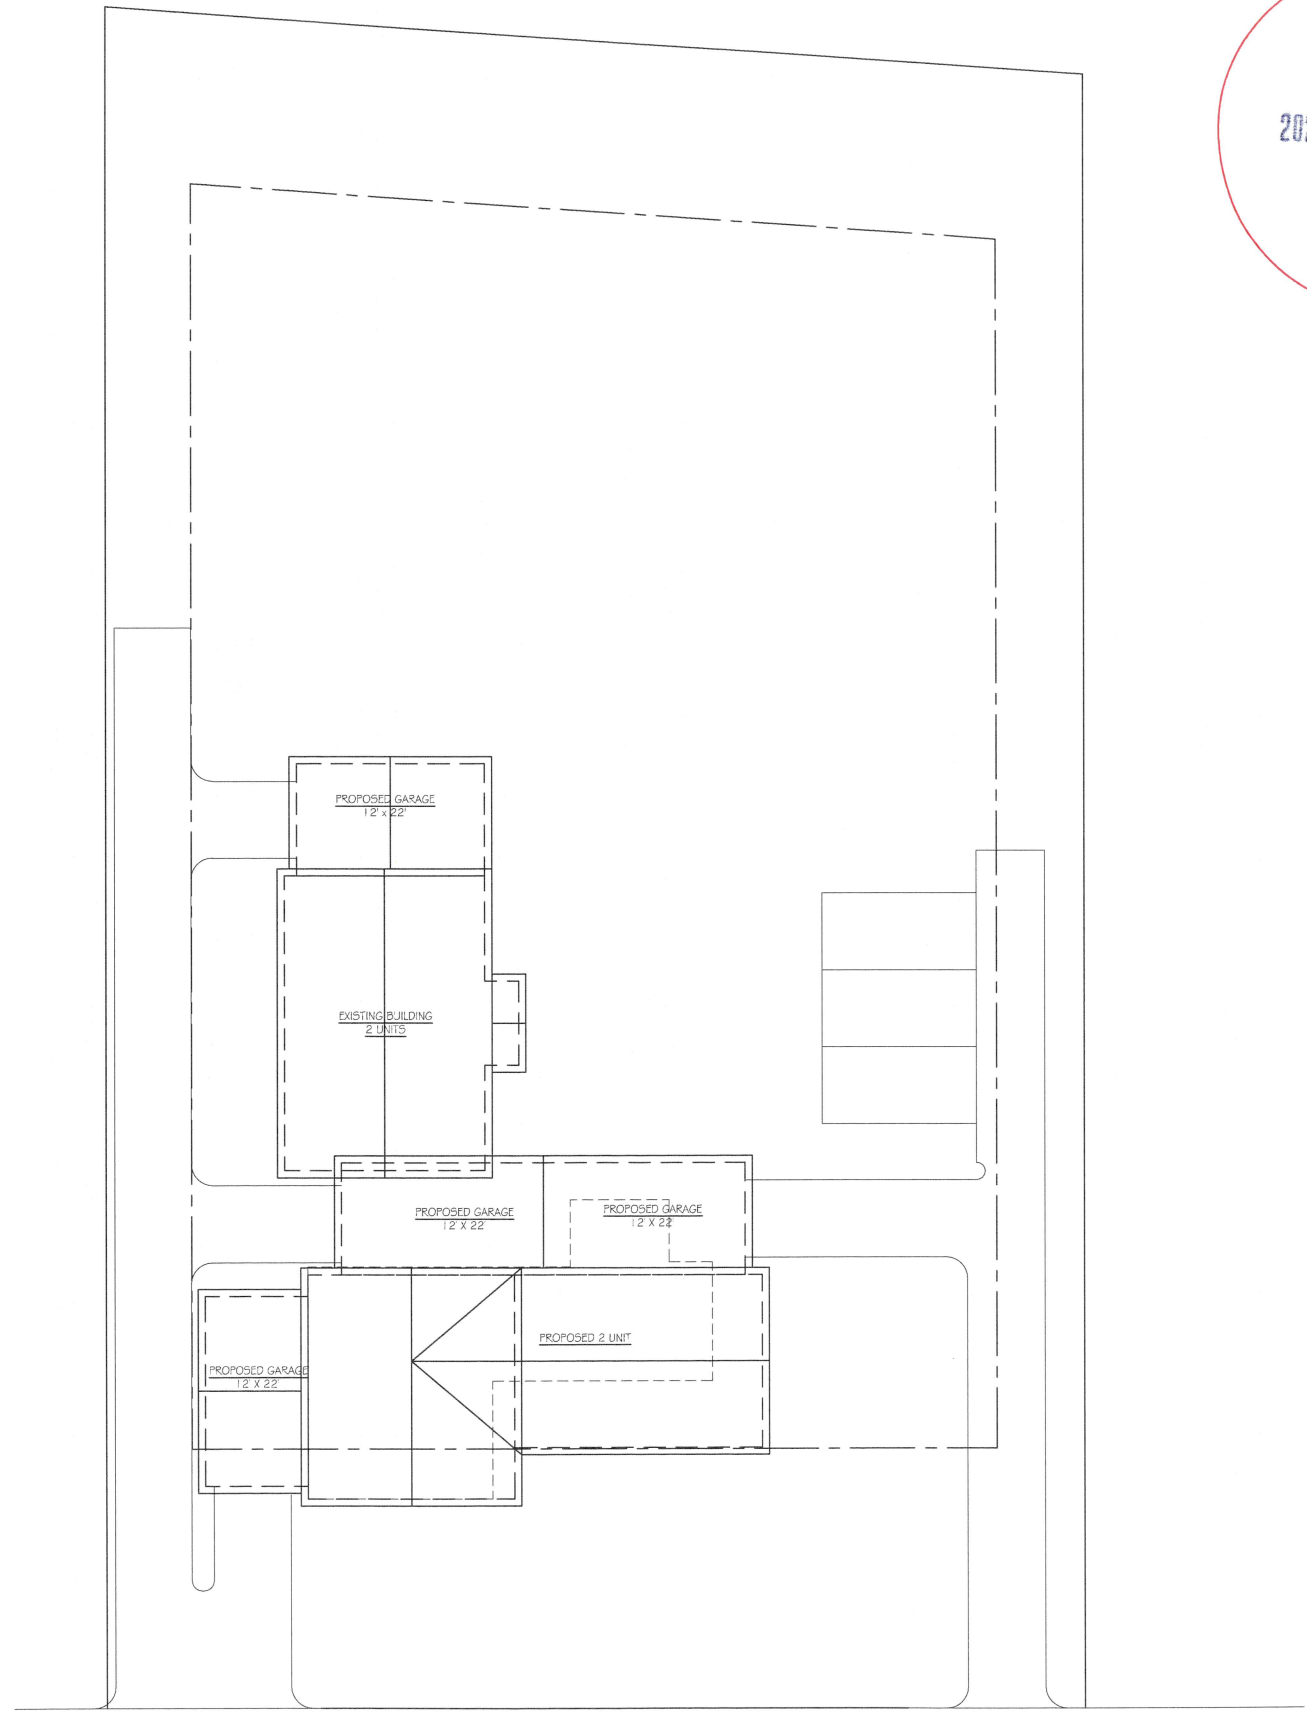 PROPOSED GARAGE
12' x 22'
EXISTING BUILDING
2 UNITS
PROPOSED GARAGE
12' X 22'
PROPOSED GARAGE
12' X 22'
PROPOSED 2 UNIT
PROPOSED GARAGE
12' X 22'